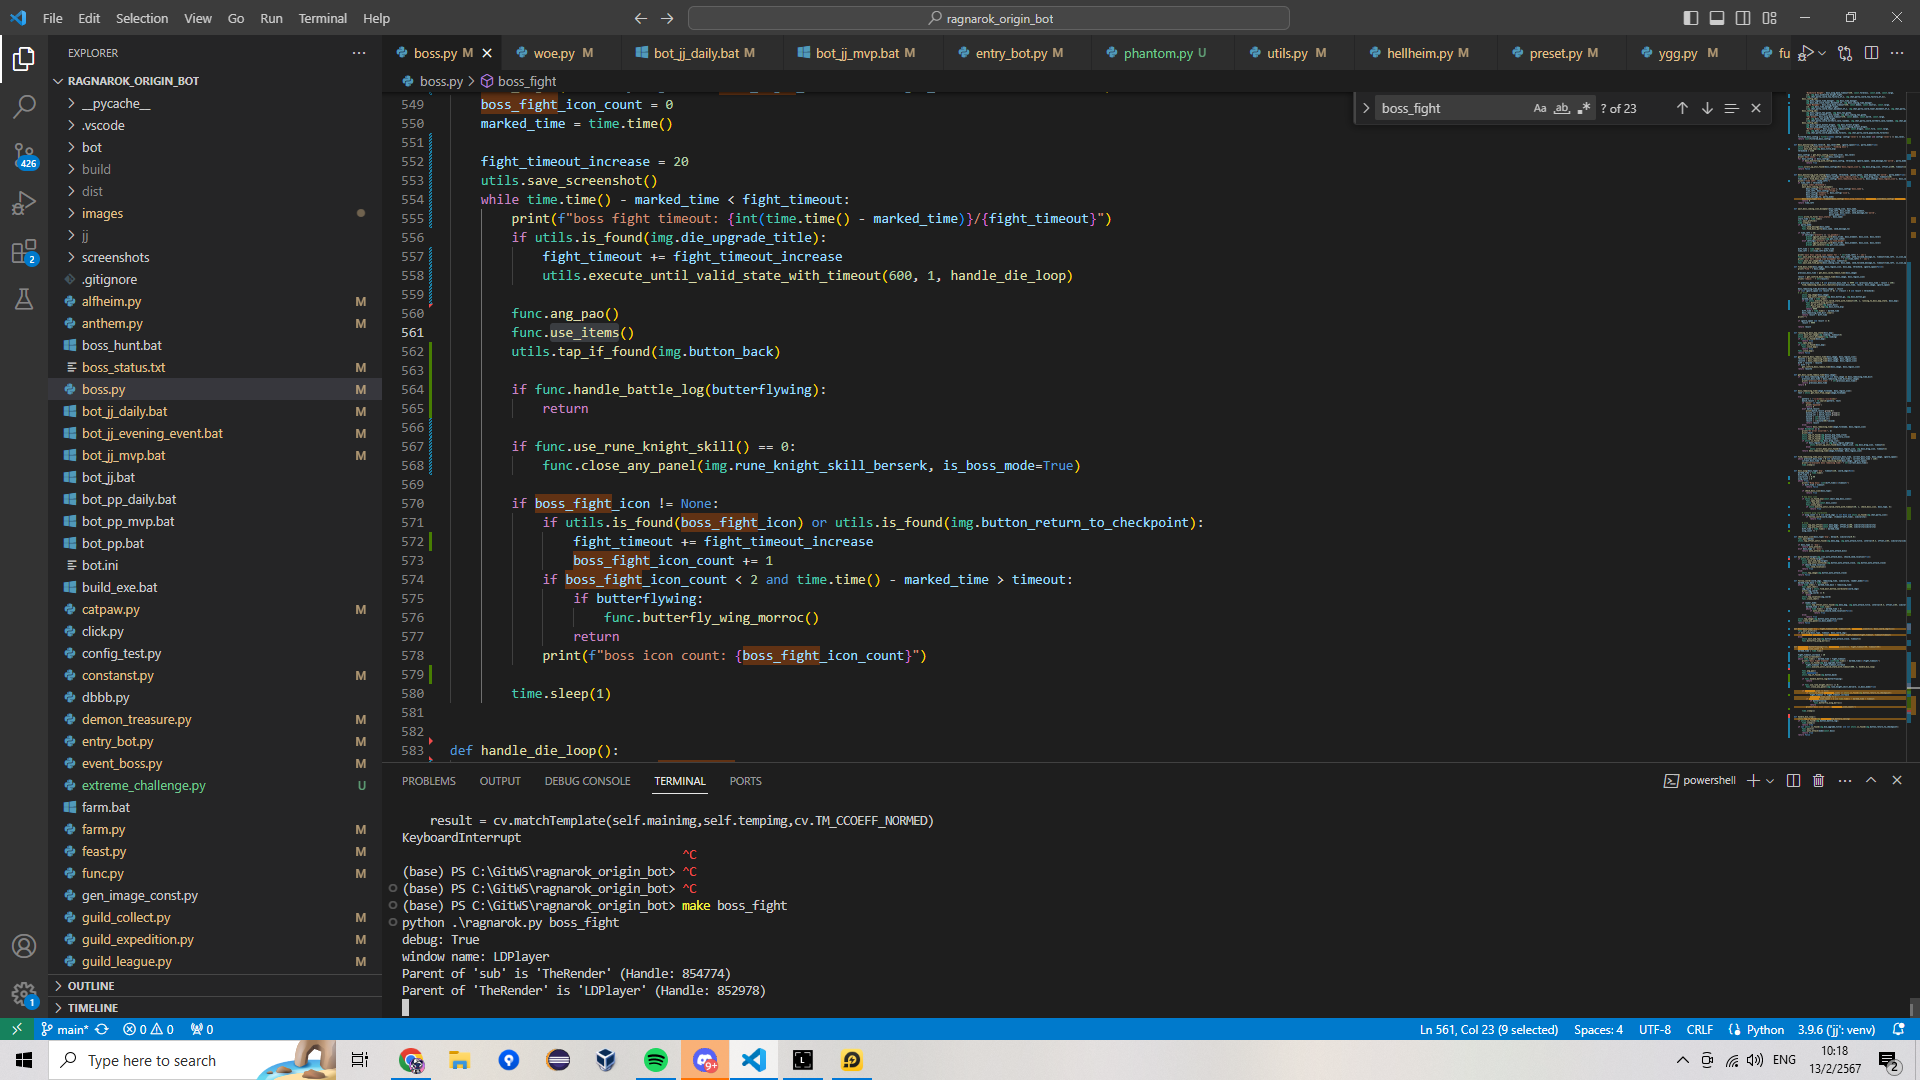 File Edit Selection View Go Run Terminal Help
ragnarok_origin_bot
EXPLORER
boss.py M
woe.py M
bot_jj_daily.bat M
bot_jj_mvp.bat M
entry_bot.py M
phantom.py U
utils.py M
hellheim.py M
preset.py M
ygg.py M
fu
boss.py > boss_fight
RAGNAROK_ORIGIN_BOT
__pycache__
.vscode
bot
build
dist
images
jj
screenshots
.gitignore
alfheim.py M
anthem.py M
boss_hunt.bat
boss_status.txt M
boss.py M
bot_jj_daily.bat M
bot_jj_evening_event.bat M
bot_jj_mvp.bat M
bot_jj.bat
bot_pp_daily.bat
bot_pp_mvp.bat
bot_pp.bat
bot.ini
build_exe.bat
catpaw.py M
click.py
config_test.py
constanst.py M
dbbb.py
demon_treasure.py M
entry_bot.py M
event_boss.py M
extreme_challenge.py U
farm.bat
farm.py M
feast.py M
func.py M
gen_image_const.py
guild_collect.py M
guild_expedition.py M
guild_league.py M
OUTLINE
TIMELINE
426
2
1
boss_fight
Aa ab
? of 23
549 boss_fight_icon_count = 0
550 marked_time = time.time()
551
552 fight_timeout_increase = 20
553 utils.save_screenshot()
554 while time.time() - marked_time < fight_timeout:
555 print(f"boss fight timeout: {int(time.time() - marked_time)}/{fight_timeout}")
556 if utils.is_found(img.die_upgrade_title):
557 fight_timeout += fight_timeout_increase
558 utils.execute_until_valid_state_with_timeout(600, 1, handle_die_loop)
559
560 func.ang_pao()
561 func.use_items()
562 utils.tap_if_found(img.button_back)
563
564 if func.handle_battle_log(butterflywing):
565 return
566
567 if func.use_rune_knight_skill() == 0:
568 func.close_any_panel(img.rune_knight_skill_berserk, is_boss_mode=True)
569
570 if boss_fight_icon != None:
571 if utils.is_found(boss_fight_icon) or utils.is_found(img.button_return_to_checkpoint):
572 fight_timeout += fight_timeout_increase
573 boss_fight_icon_count += 1
574 if boss_fight_icon_count < 2 and time.time() - marked_time > timeout:
575 if butterflywing:
576 func.butterfly_wing_morroc()
577 return
578 print(f"boss icon count: {boss_fight_icon_count}")
579
580 time.sleep(1)
581
582
583 def handle_die_loop():
PROBLEMS OUTPUT DEBUG CONSOLE TERMINAL PORTS
powershell
result = cv.matchTemplate(self.mainimg,self.tempimg,cv.TM_CCOEFF_NORMED)
KeyboardInterrupt
^C
(base) PS C:\GitWS\ragnarok_origin_bot> ^C
(base) PS C:\GitWS\ragnarok_origin_bot> ^C
(base) PS C:\GitWS\ragnarok_origin_bot> make boss_fight
python .\ragnarok.py boss_fight
debug: True
window name: LDPlayer
Parent of 'sub' is 'TheRender' (Handle: 854774)
Parent of 'TheRender' is 'LDPlayer' (Handle: 852978)
main* 0 0 0
Ln 561, Col 23 (9 selected) Spaces: 4 UTF-8 CRLF Python 3.9.6 ('jj': venv)
Type here to search
9+
ENG
10:18
13/2/2567
2